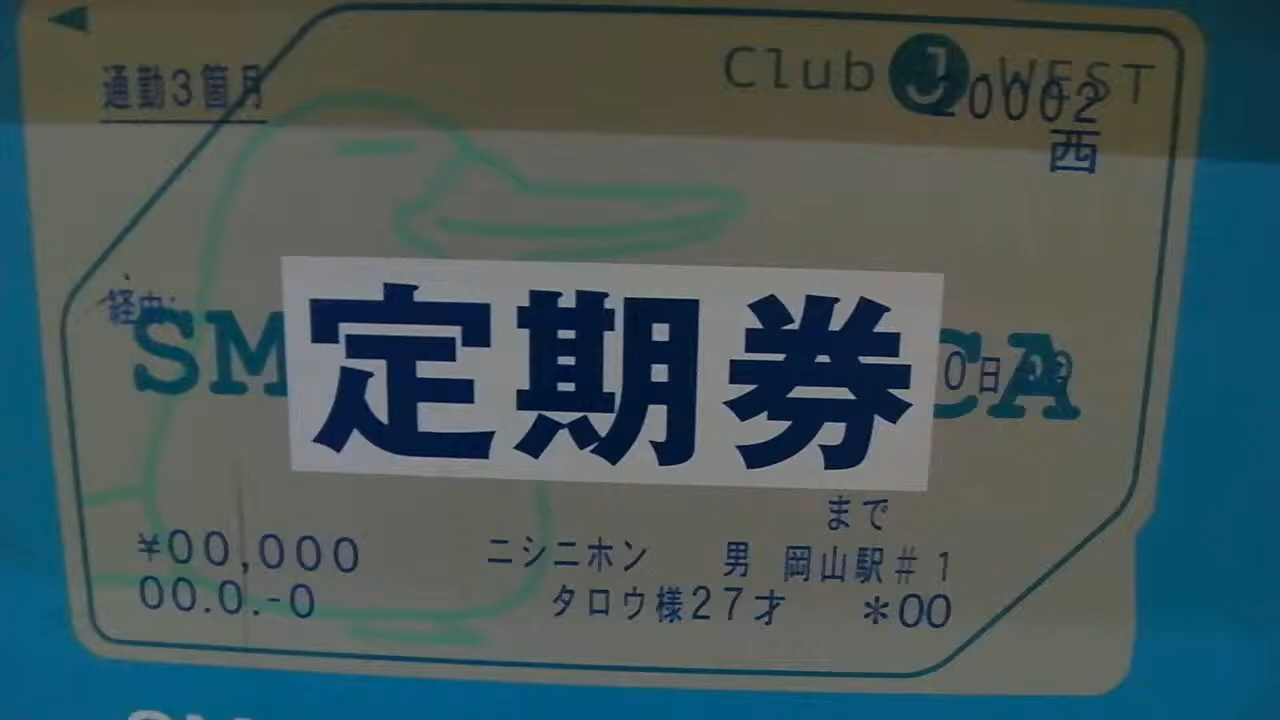 通勤3箇月
Club J WEST
20002
西
経由:
定期券
0日
まで
¥00,000
ニシニホン 男 岡山駅#1
00.0.-0
タロウ様27才 *00